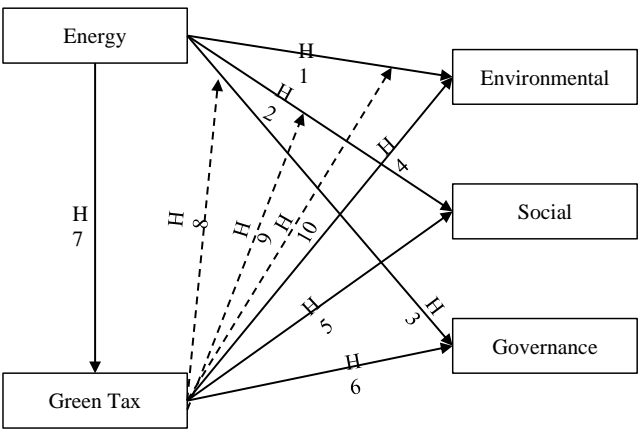 Energy
H
1
Environmental
H
2
H
4
Social
H
7
H
8
H
9
H
10
H
5
H
3
Governance
H
6
Green Tax